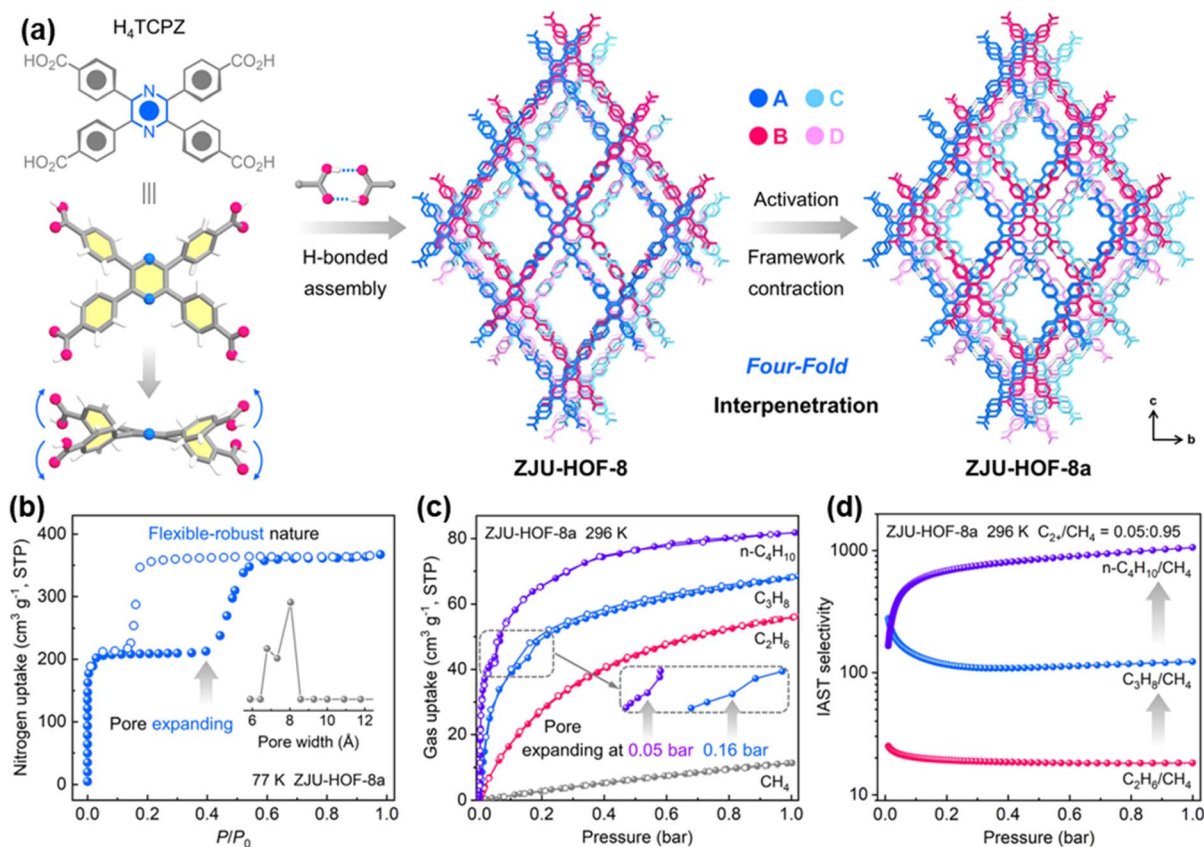 (a)
H₄TCPZ
HO₂C
CO₂H
N
N
HO₂C
CO₂H
H-bonded
assembly
A
C
B
D
Activation
Framework
contraction
Four-Fold
Interpenetration
ZJU-HOF-8
ZJU-HOF-8a
c
b
(b)
Nitrogen uptake (cm³ g⁻¹, STP)
400
300
200
100
0
Flexible-robust nature
Pore expanding
6 8 10 12
Pore width (Å)
77 K ZJU-HOF-8a
0.0 0.2 0.4 0.6 0.8 1.0
P/P₀
(c)
Gas uptake (cm³ g⁻¹, STP)
80
60
40
20
0
ZJU-HOF-8a 296 K
n-C₄H₁₀
C₃H₈
C₂H₆
Pore
expanding at 0.05 bar 0.16 bar
CH₄
0.0 0.2 0.4 0.6 0.8 1.0
Pressure (bar)
(d)
IAST selectivity
1000
100
10
ZJU-HOF-8a 296 K C₂₊/CH₄ = 0.05:0.95
n-C₄H₁₀/CH₄
C₃H₈/CH₄
C₂H₆/CH₄
0.0 0.2 0.4 0.6 0.8 1.0
Pressure (bar)